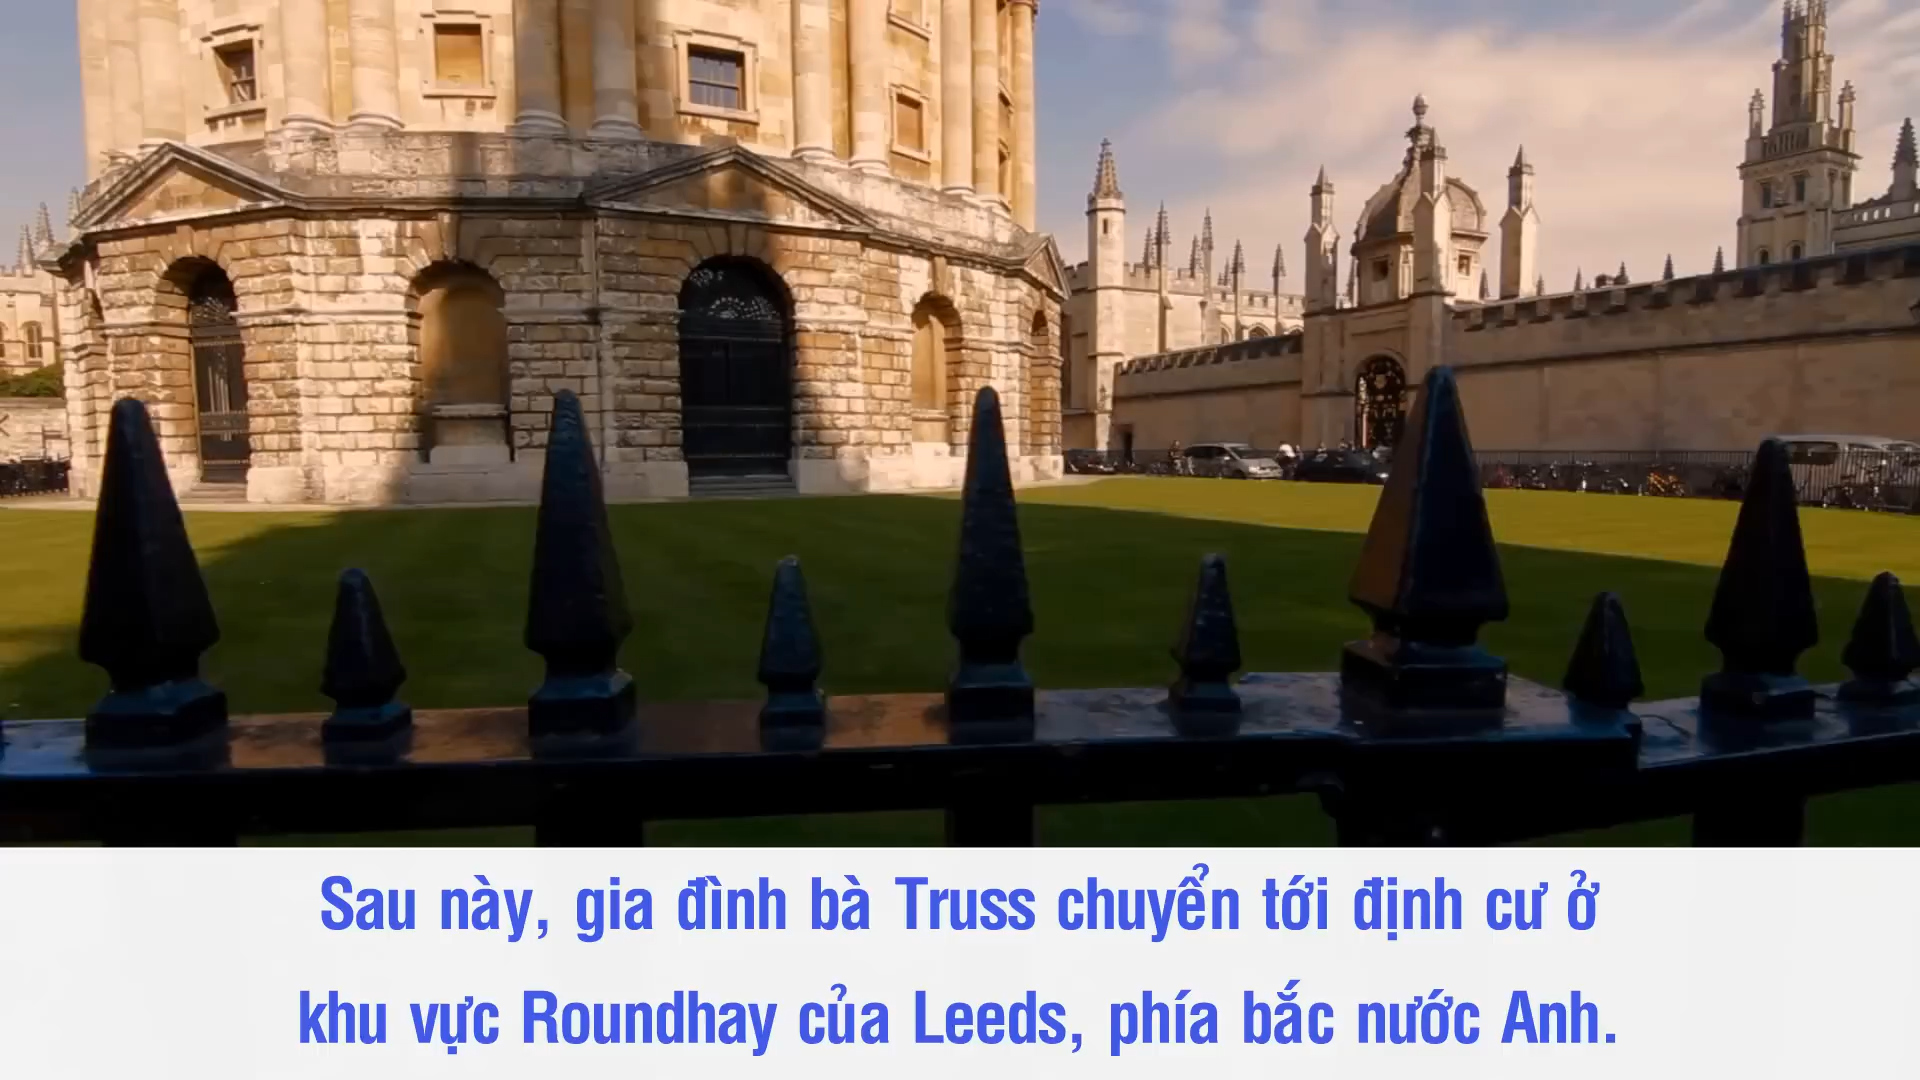 Sau này, gia đình bà Truss chuyển tới định cư ở
khu vực Roundhay của Leeds, phía bắc nước Anh.